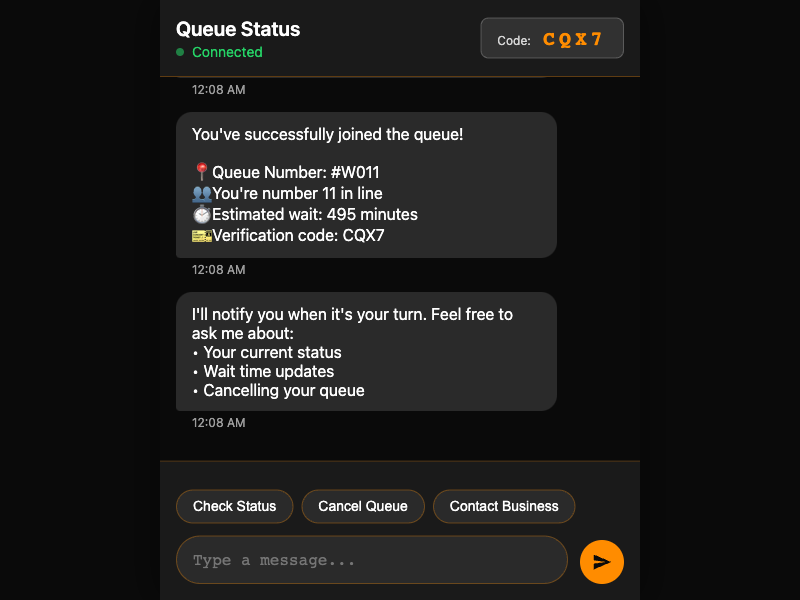 Queue Status
Connected
Code: CQX7
12:08 AM
You've successfully joined the queue!
📍Queue Number: #W011
👥You're number 11 in line
⏱️Estimated wait: 495 minutes
🎫Verification code: CQX7
12:08 AM
I'll notify you when it's your turn. Feel free to
ask me about:
• Your current status
• Wait time updates
• Cancelling your queue
12:08 AM
Check Status
Cancel Queue
Contact Business
Type a message...